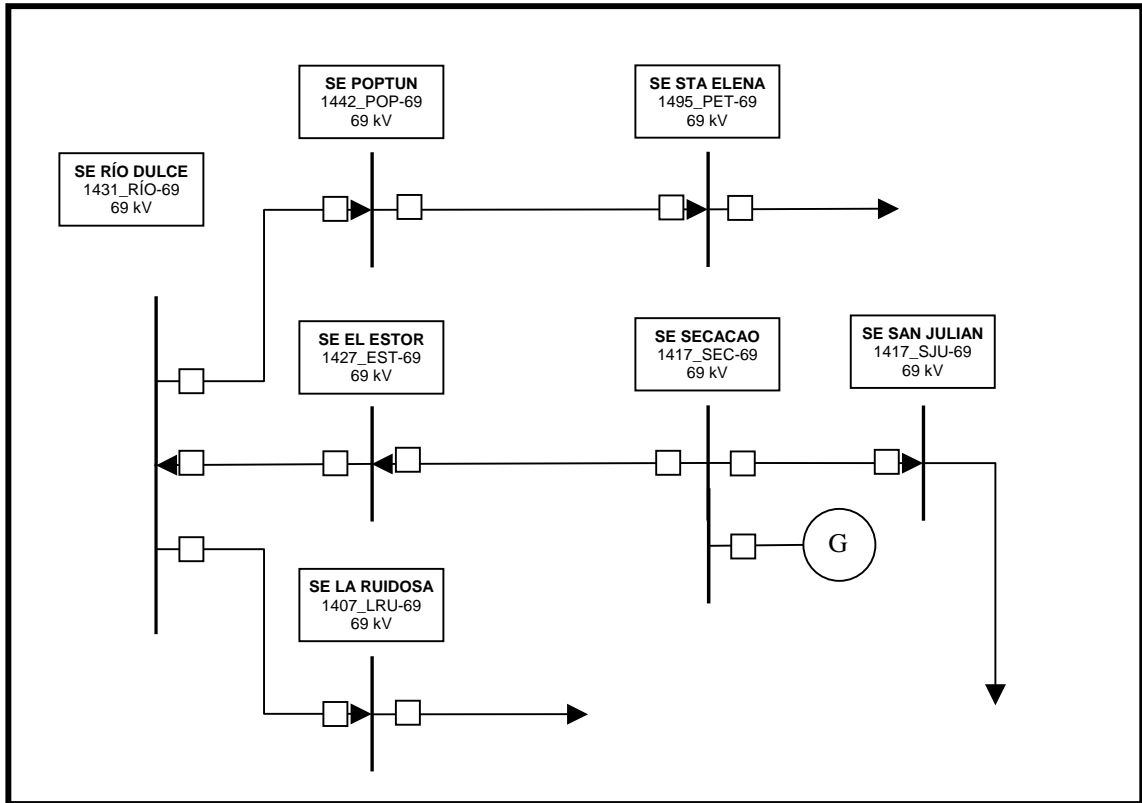 SE POPTUN
1442_POP-69
69 kV
SE STA ELENA
1495_PET-69
69 kV
SE RÍO DULCE
1431_RÍO-69
69 kV
SE EL ESTOR
1427_EST-69
69 kV
SE SECACAO
1417_SEC-69
69 kV
SE SAN JULIAN
1417_SJU-69
69 kV
G
SE LA RUIDOSA
1407_LRU-69
69 kV